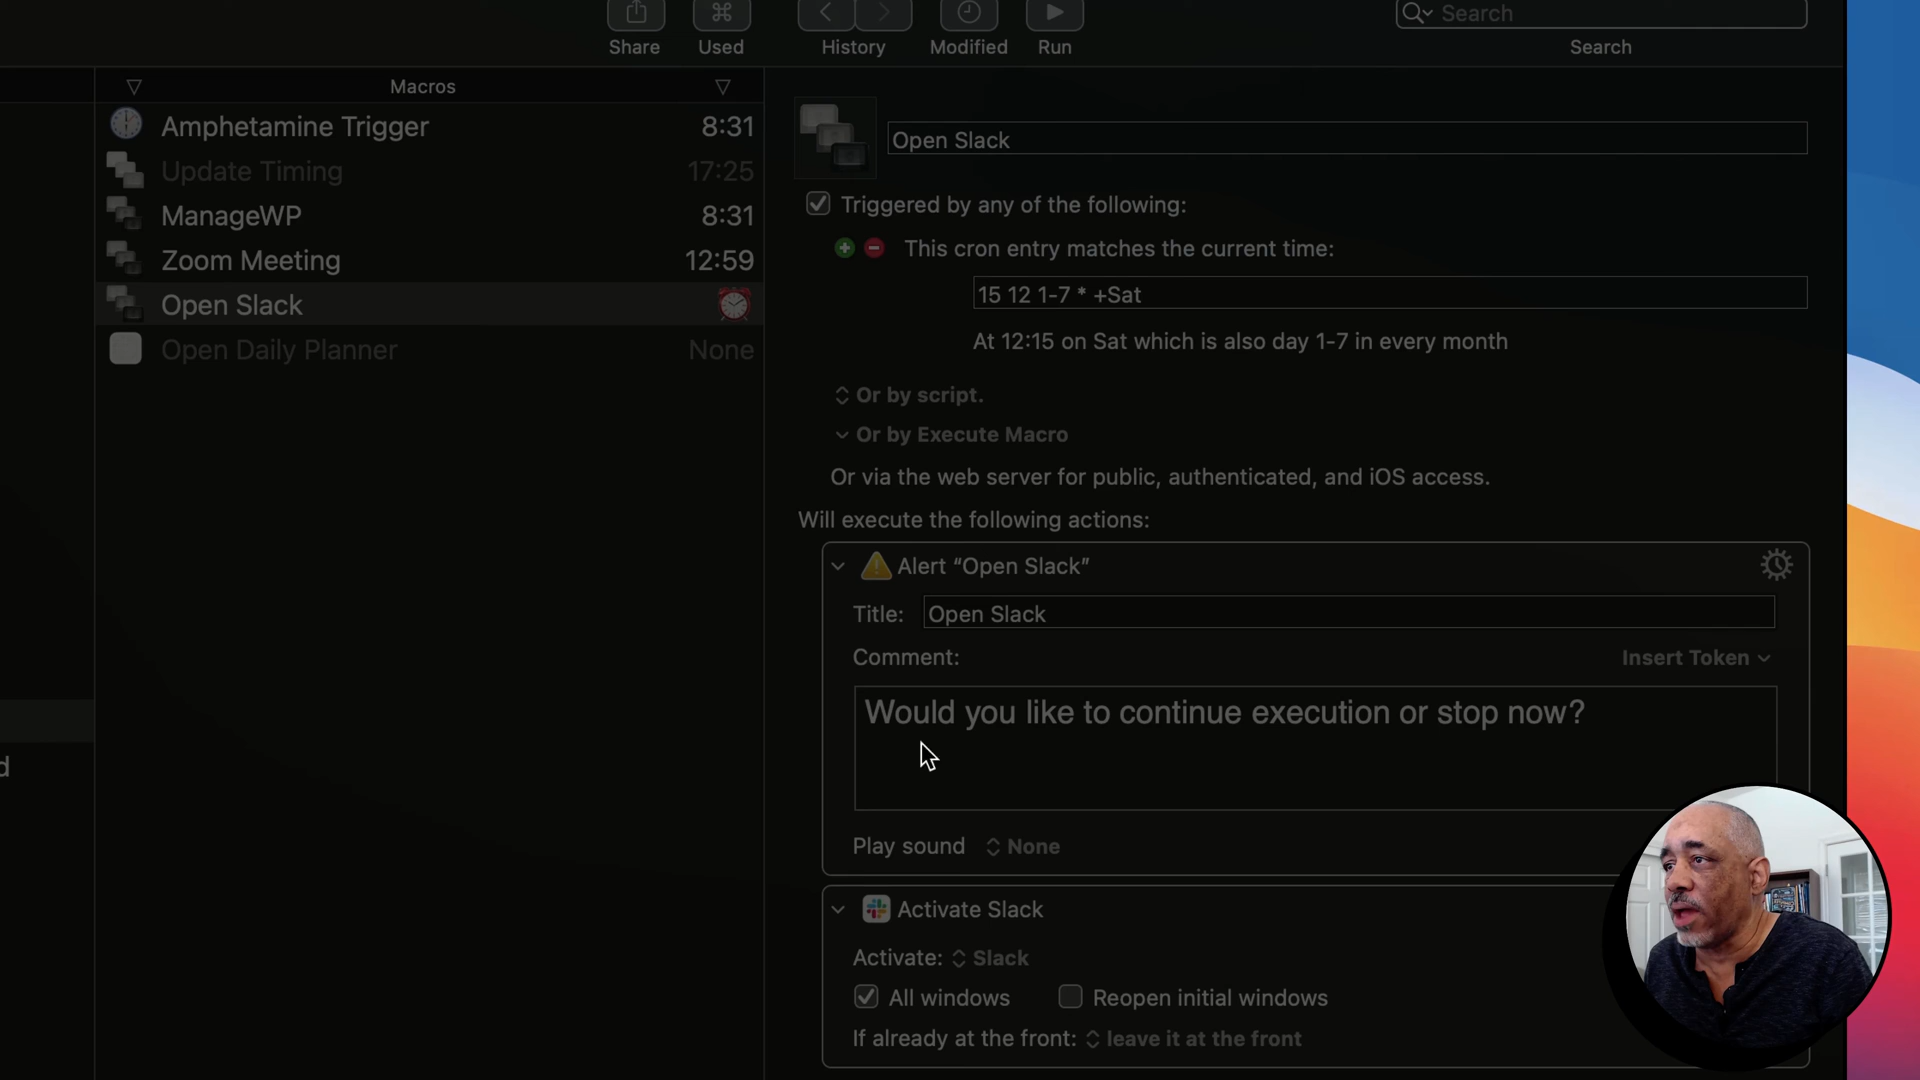 Share
Used
History
Modified
Run
Search
Search
Macros
Amphetamine Trigger 8:31
Update Timing 17:25
ManageWP 8:31
Zoom Meeting 12:59
Open Slack
Open Daily Planner None
d
Open Slack
Triggered by any of the following:
This cron entry matches the current time:
15 12 1-7 * +Sat
At 12:15 on Sat which is also day 1-7 in every month
Or by script.
Or by Execute Macro
Or via the web server for public, authenticated, and iOS access.
Will execute the following actions:
Alert “Open Slack”
Title: Open Slack
Comment: Insert Token
Would you like to continue execution or stop now?
Play sound None
Activate Slack
Activate: Slack
All windows Reopen initial windows
If already at the front: leave it at the front